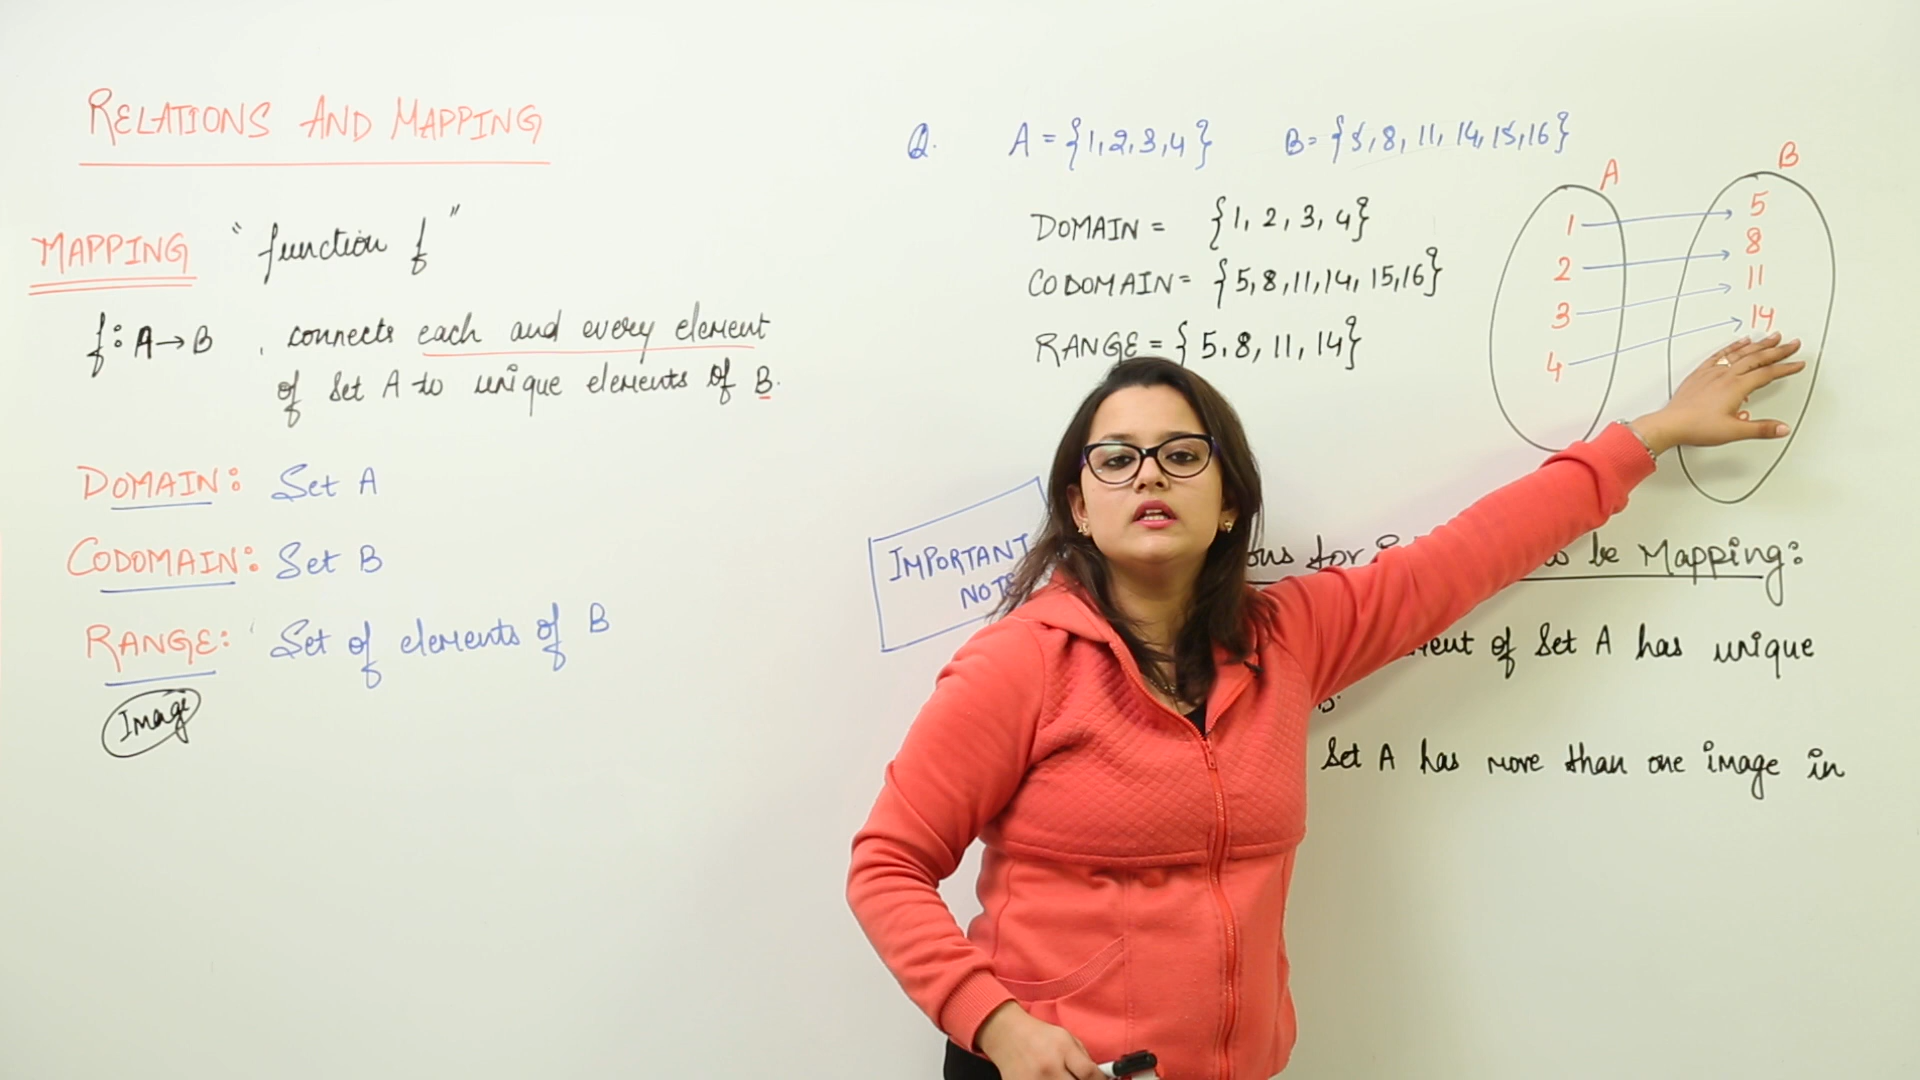 RELATIONS AND MAPPING
MAPPING "function f"
f: A→B, connects each and every element
of Set A to unique elements of B.
DOMAIN: Set A
CODOMAIN: Set B
RANGE: Set of elements of B
Image
Q. A = {1,2,3,4} B = {5,8,11,14,15,16}
DOMAIN = {1, 2, 3, 4}
CODOMAIN = {5,8,11,14,15,16}
RANGE = {5,8,11,14}
A B
1 5
2 8
3 11
4 14
IMPORTANT
for be Mapping:
of Set A has unique
Set A has more than one image in